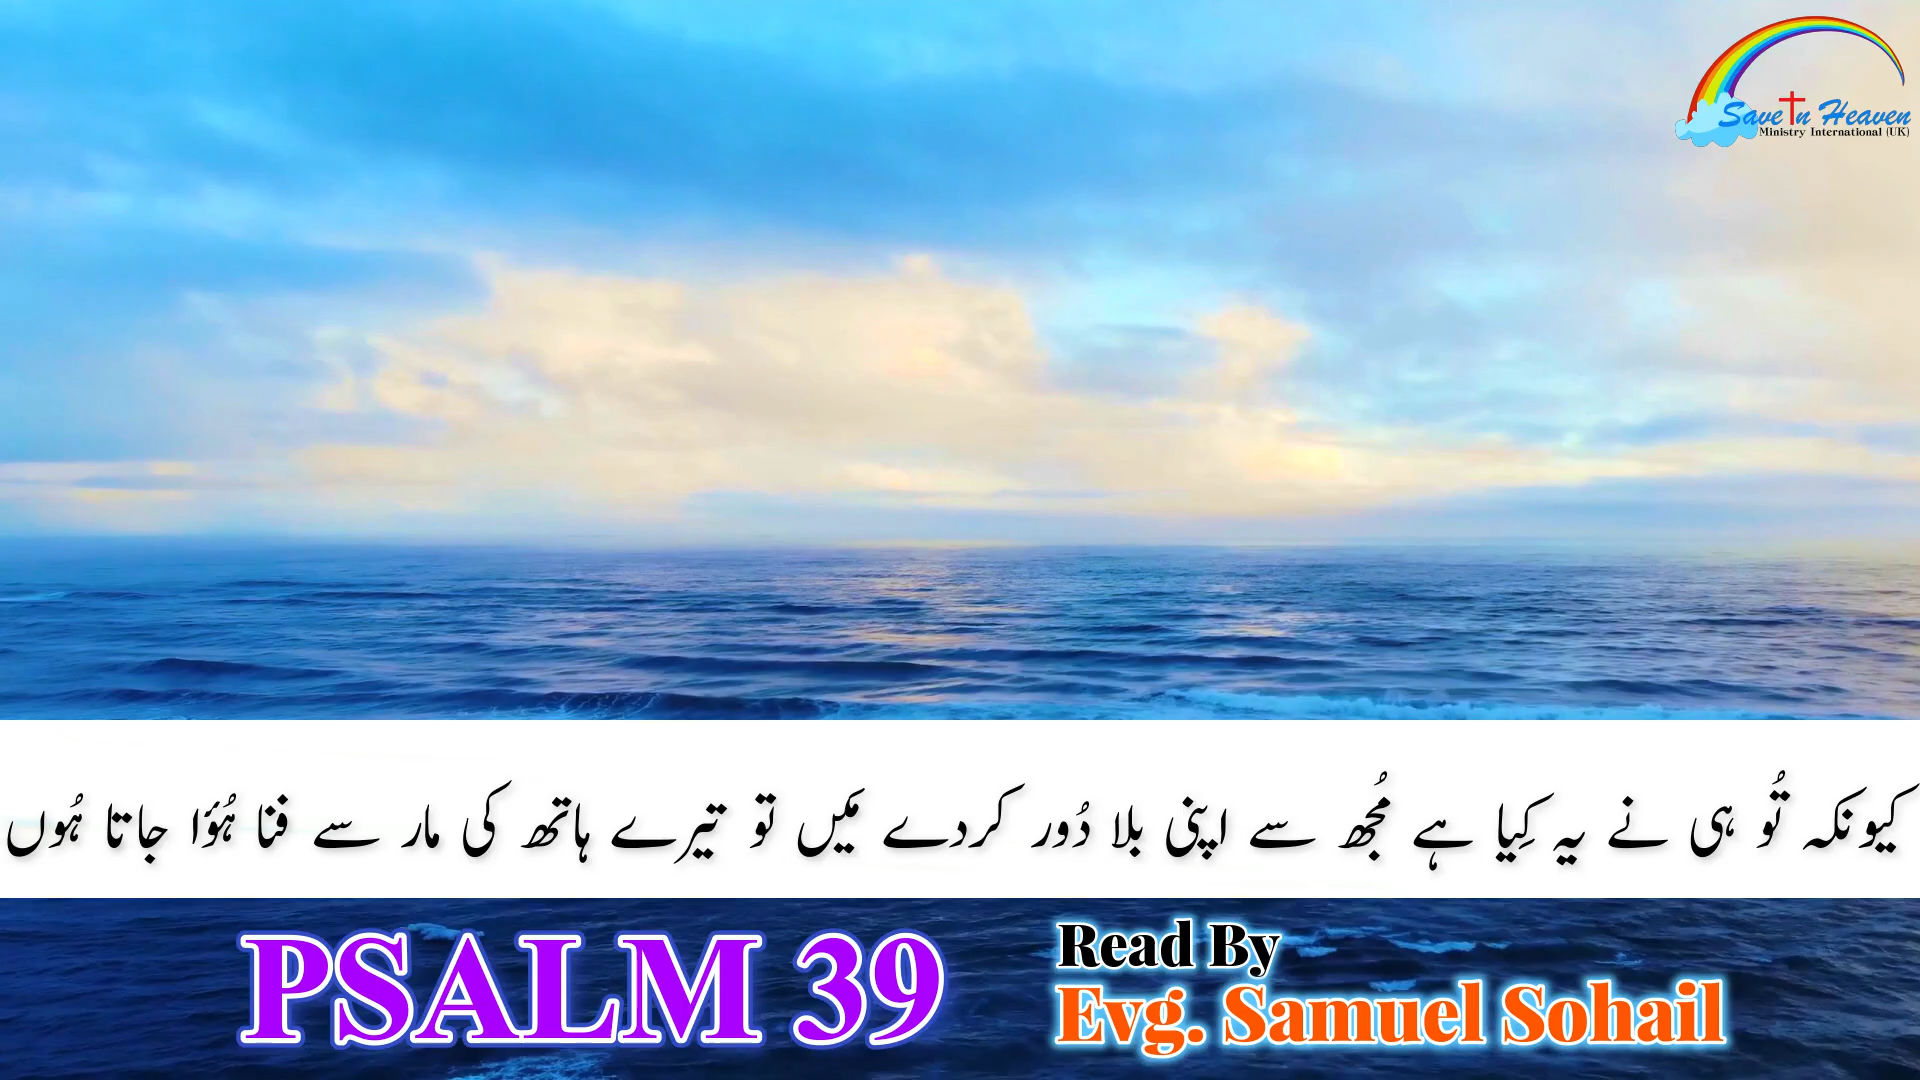 Save In Heaven
Ministry International (UK)
کیونکہ تُو ہی نے یہ کِیا ہے مُجھ سے اپنی بلا دُور کردے مَیں تو تیرے ہاتھ کی مار سے فنا ہُؤا جاتا ہُوں
PSALM 39
Read By
Evg. Samuel Sohail